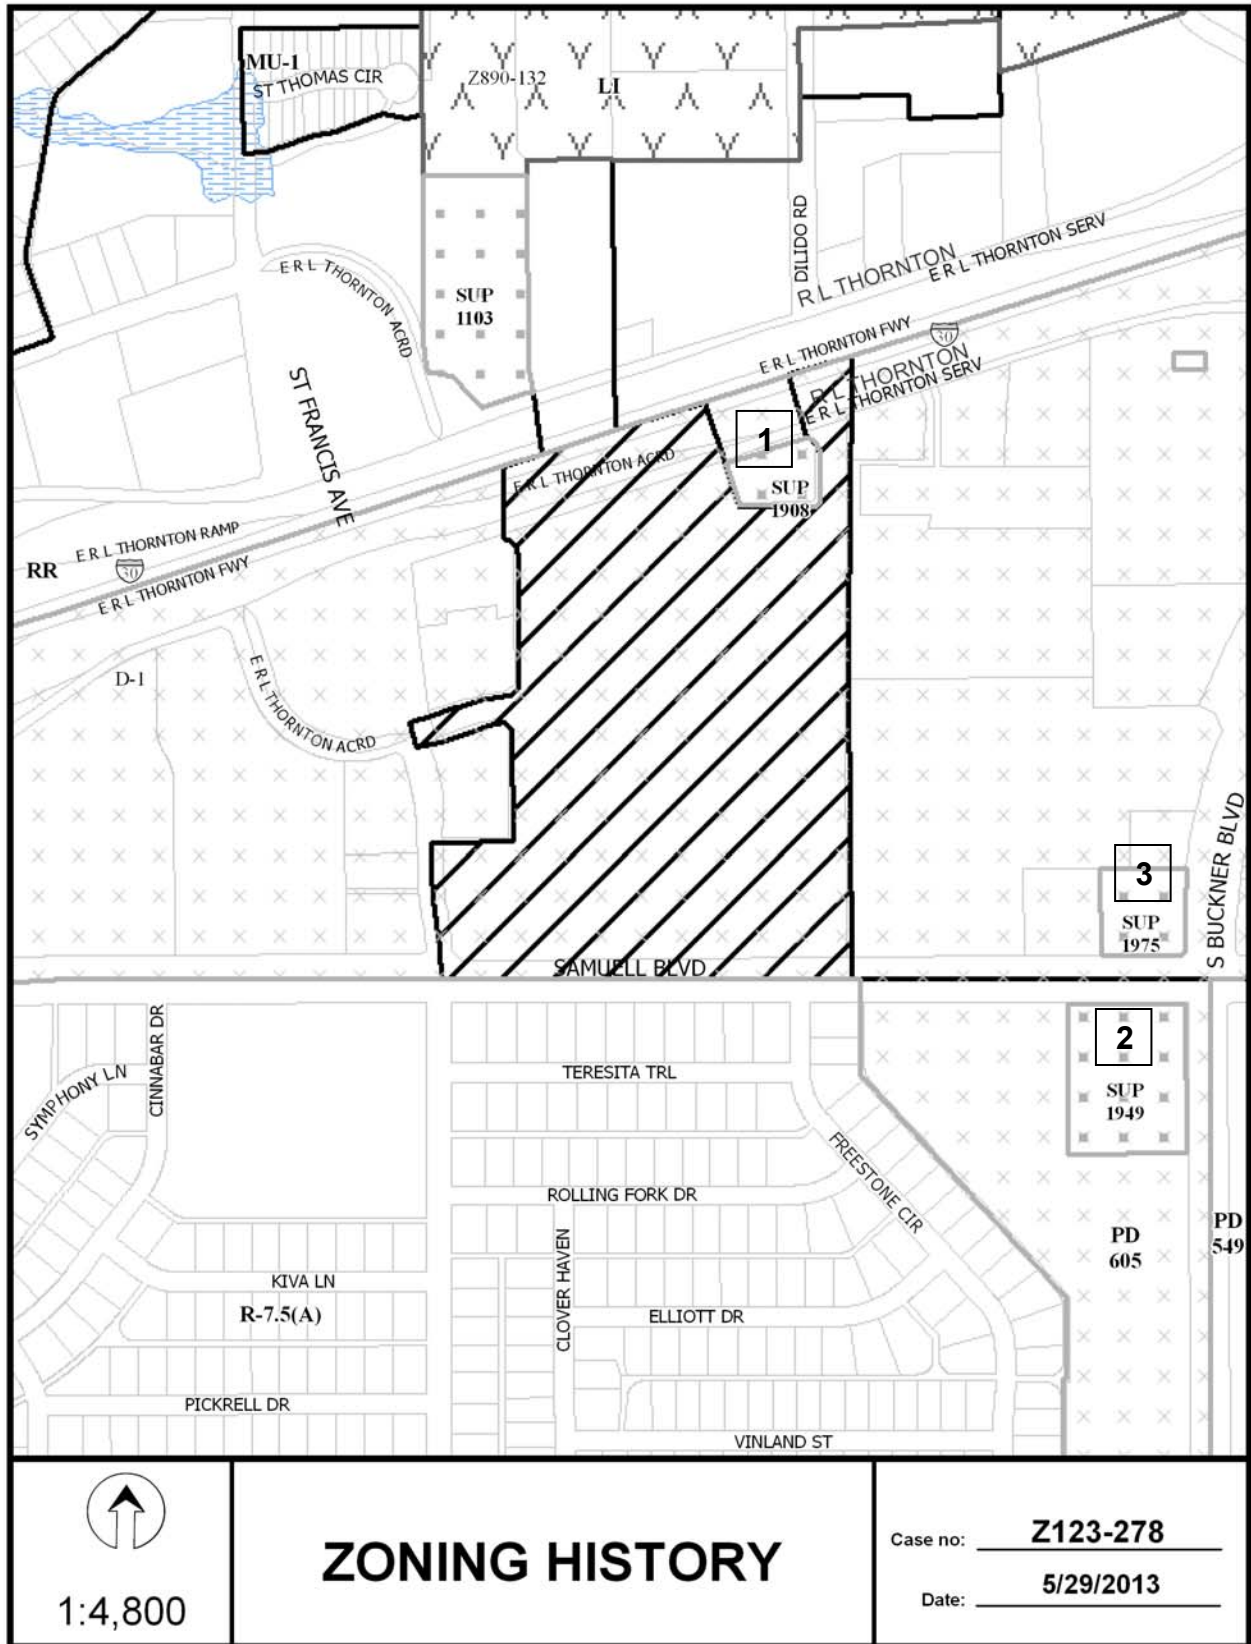 MU-1
ST THOMAS CIR
Z890-132
LI
DILIDO RD
R L THORNTON
E R L THORNTON SERV
E R L THORNTON ACRD
SUP
1103
E R L THORNTON FWY
30
R L THORNTON
E R L THORNTON SERV
ST FRANCIS AVE
1
E R L THORNTON ACRD
SUP
1908
E R L THORNTON RAMP
RR
30
E R L THORNTON FWY
D-1
E R L THORNTON ACRD
S BUCKNER BLVD
3
SUP
1975
SAMUELL BLVD
CINNABAR DR
SYMPHONY LN
TERESITA TRL
2
SUP
1949
FREESTONE CIR
ROLLING FORK DR
CLOVER HAVEN
PD
605
PD
549
KIVA LN
R-7.5(A)
ELLIOTT DR
PICKRELL DR
VINLAND ST
1:4,800
ZONING HISTORY
Case no: Z123-278
Date: 5/29/2013